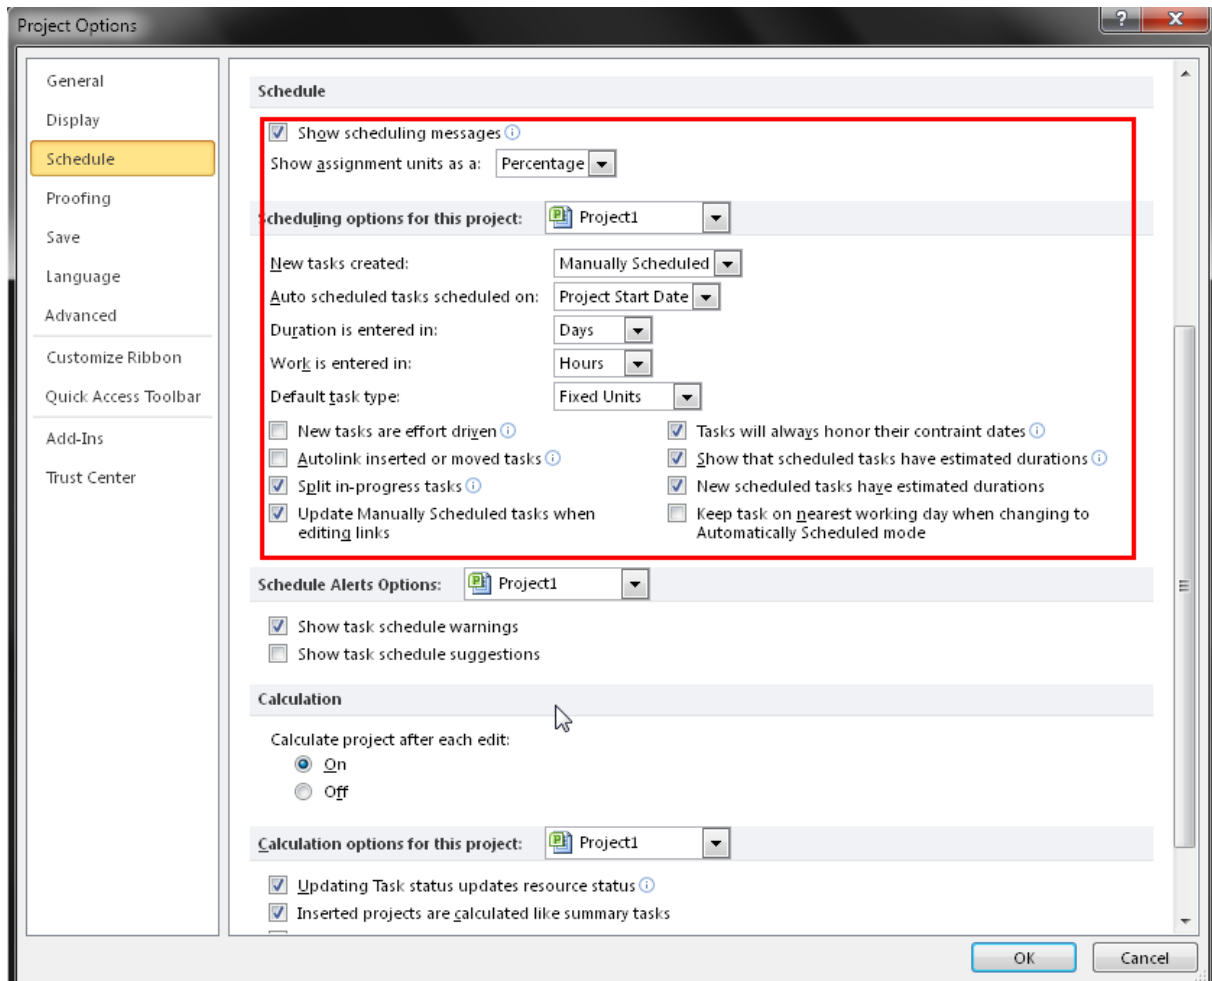 Project Options
General
Display
Schedule
Proofing
Save
Language
Advanced
Customize Ribbon
Quick Access Toolbar
Add-Ins
Trust Center
Schedule
Show scheduling messages
Show assignment units as a: Percentage
Scheduling options for this project: Project1
New tasks created: Manually Scheduled
Auto scheduled tasks scheduled on: Project Start Date
Duration is entered in: Days
Work is entered in: Hours
Default task type: Fixed Units
New tasks are effort driven
Autolink inserted or moved tasks
Split in-progress tasks
Update Manually Scheduled tasks when
editing links
Tasks will always honor their contraint dates
Show that scheduled tasks have estimated durations
New scheduled tasks have estimated durations
Keep task on nearest working day when changing to
Automatically Scheduled mode
Schedule Alerts Options: Project1
Show task schedule warnings
Show task schedule suggestions
Calculation
Calculate project after each edit:
On
Off
Calculation options for this project: Project1
Updating Task status updates resource status
Inserted projects are calculated like summary tasks
OK
Cancel